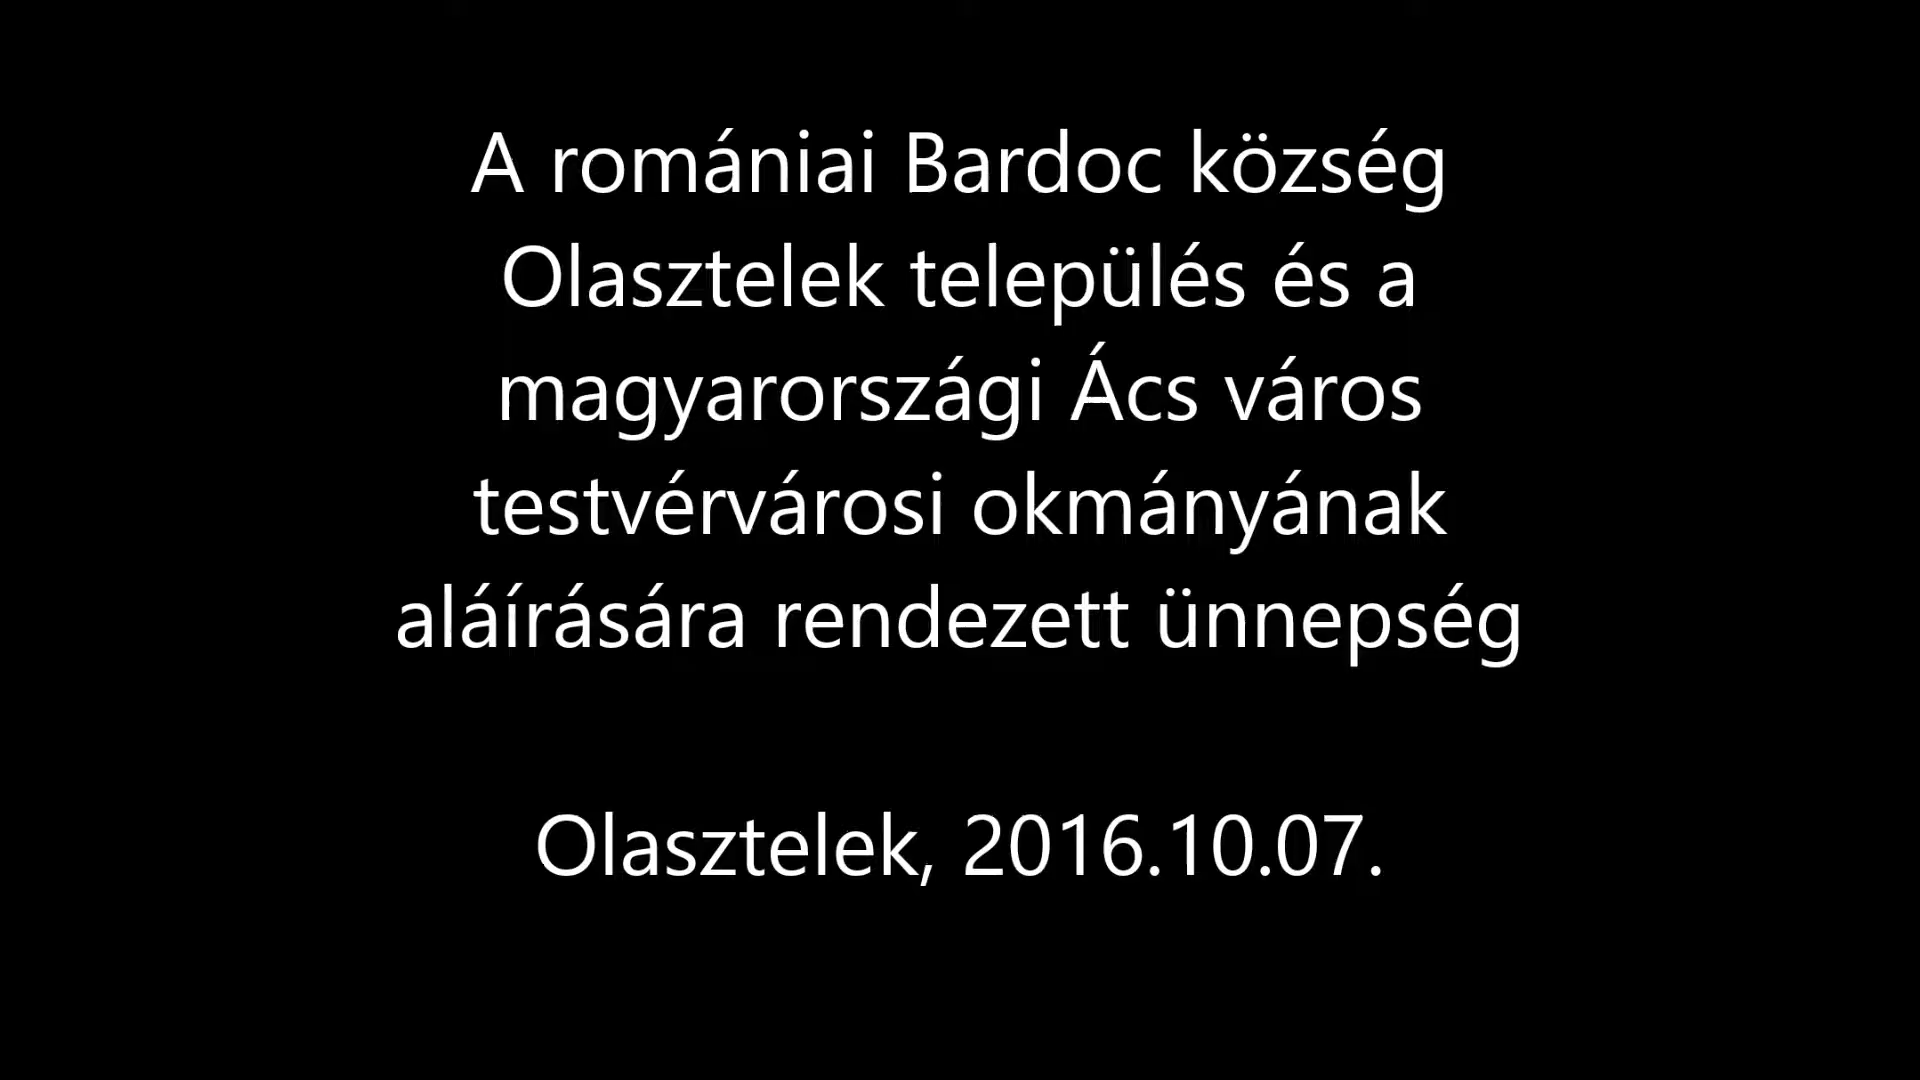 A romániai Bardoc község
Olasztelek település és a
magyarországi Ács város
testvérvárosi okmányának
aláírására rendezett ünnepség
Olasztelek, 2016.10.07.